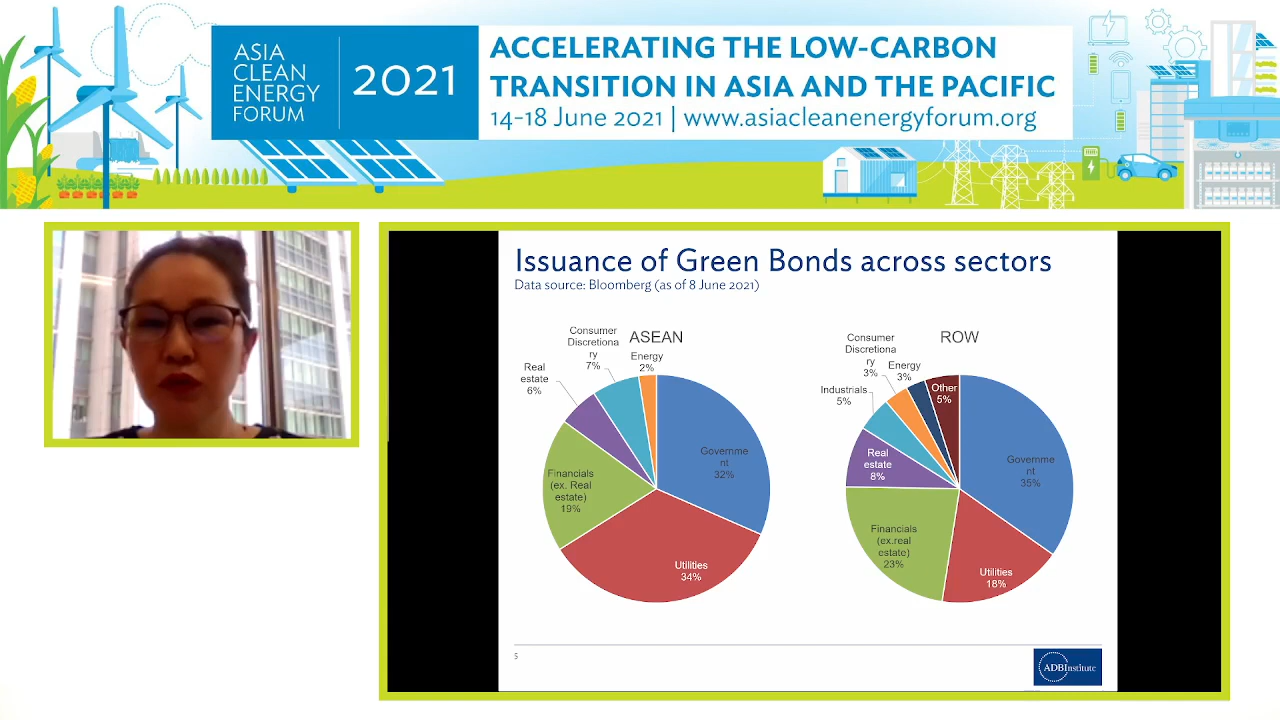 ASIA
CLEAN
ENERGY
FORUM
2021
ACCELERATING THE LOW-CARBON
TRANSITION IN ASIA AND THE PACIFIC
14-18 June 2021 | www.asiacleanenergyforum.org
Issuance of Green Bonds across sectors
Data source: Bloomberg (as of 8 June 2021)
ASEAN
Consumer
Discretiona
ry
7%
Energy
2%
Real
estate
6%
Governme
nt
32%
Financials
(ex. Real
estate)
19%
Utilities
34%
ROW
Consumer
Discretiona
ry
3%
Energy
3%
Other
5%
Industrials
5%
Real
estate
8%
Governme
nt
35%
Financials
(ex.real
estate)
23%
Utilities
18%
5
ADBInstitute